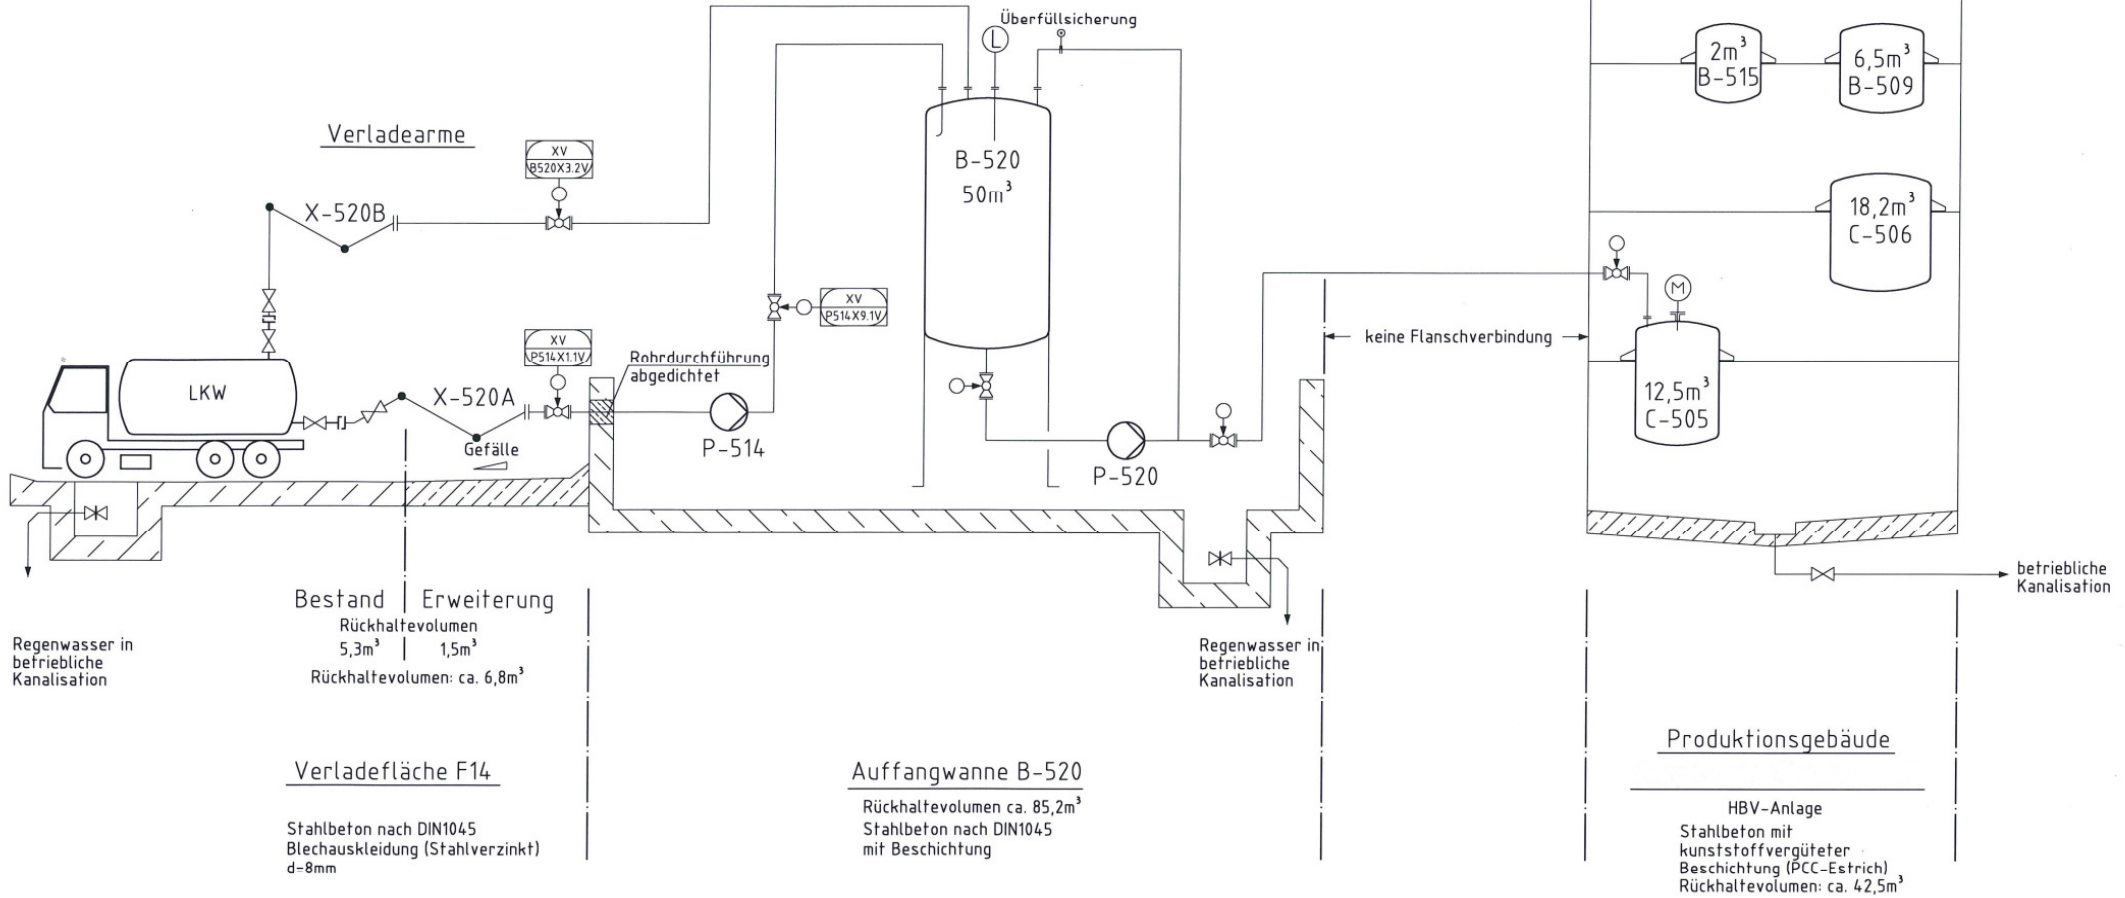 Überfüllsicherung
L
2m³
B-515
6,5m³
B-509
Verladearme
XV
B520X3.2V
B-520
50m³
X-520B
18,2m³
C-506
XV
P514X9.1V
M
XV
P514X1.1V
Rohrdurchführung
abgedichtet
keine Flanschverbindung
LKW
X-520A
12,5m³
C-505
Gefälle
P-514
P-520
betriebliche
Kanalisation
Bestand
Erweiterung
Rückhaltevolumen
5,3m³
1,5m³
Rückhaltevolumen: ca. 6,8m³
Regenwasser in
betriebliche
Kanalisation
Regenwasser in
betriebliche
Kanalisation
Verladefläche F14
Stahlbeton nach DIN1045
Blechauskleidung (Stahlverzinkt)
d-8mm
Auffangwanne B-520
Rückhaltevolumen ca. 85,2m³
Stahlbeton nach DIN1045
mit Beschichtung
Produktionsgebäude
HBV-Anlage
Stahlbeton mit
kunststoffvergüteter
Beschichtung (PCC-Estrich)
Rückhaltevolumen: ca. 42,5m³